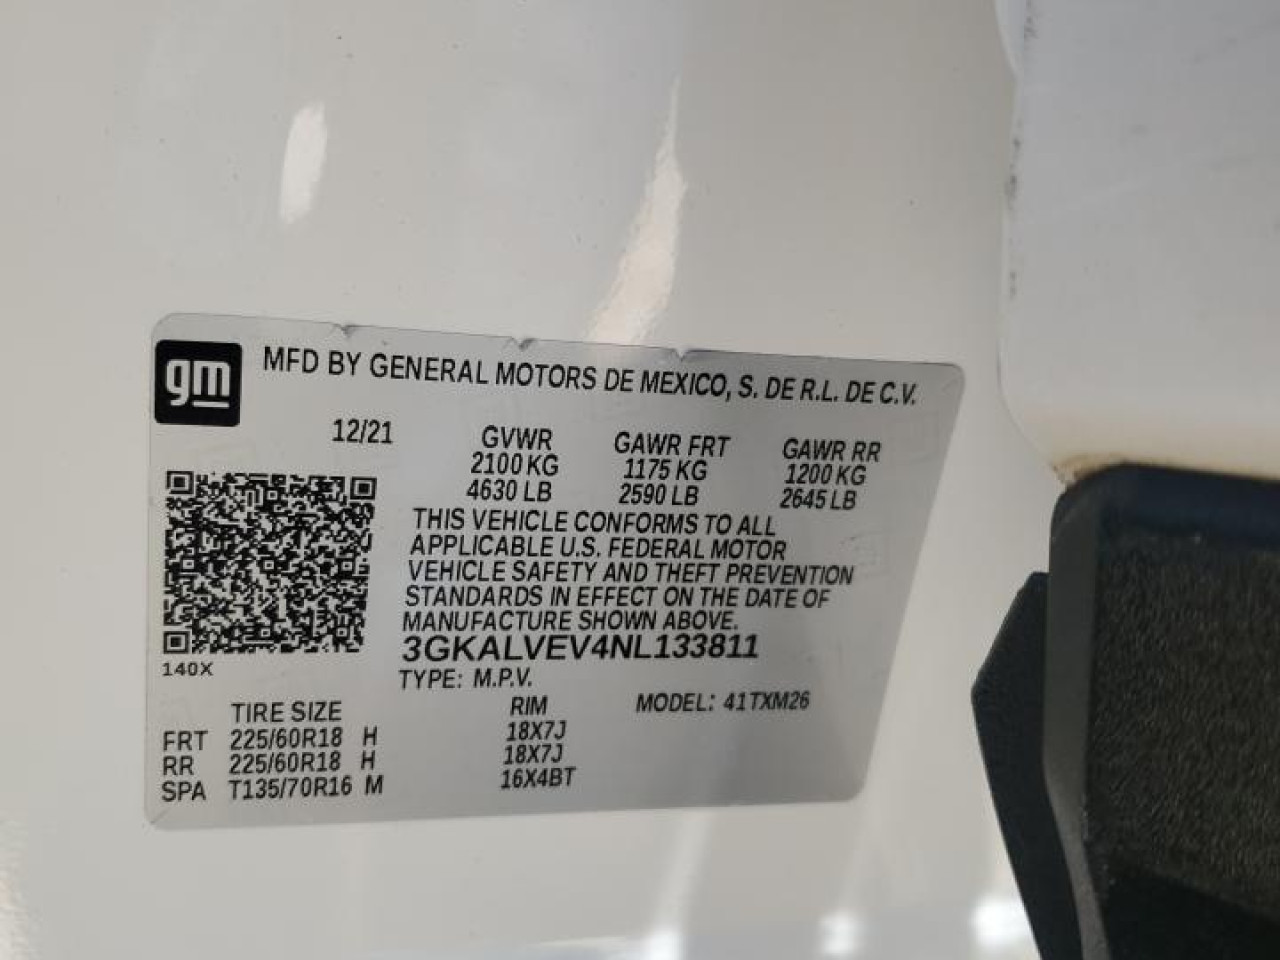 gm MFD BY GENERAL MOTORS DE MEXICO, S. DE R.L. DE C.V.
12/21 GVWR GAWR FRT GAWR RR
2100 KG 1175 KG 1200 KG
4630 LB 2590 LB 2645 LB
THIS VEHICLE CONFORMS TO ALL
APPLICABLE U.S. FEDERAL MOTOR
VEHICLE SAFETY AND THEFT PREVENTION
STANDARDS IN EFFECT ON THE DATE OF
MANUFACTURE SHOWN ABOVE.
3GKALVEV4NL133811
140X
TYPE: M.P.V.
TIRE SIZE RIM MODEL: 41TXM26
FRT 225/60R18 H 18X7J
RR 225/60R18 H 18X7J
SPA T135/70R16 M 16X4BT